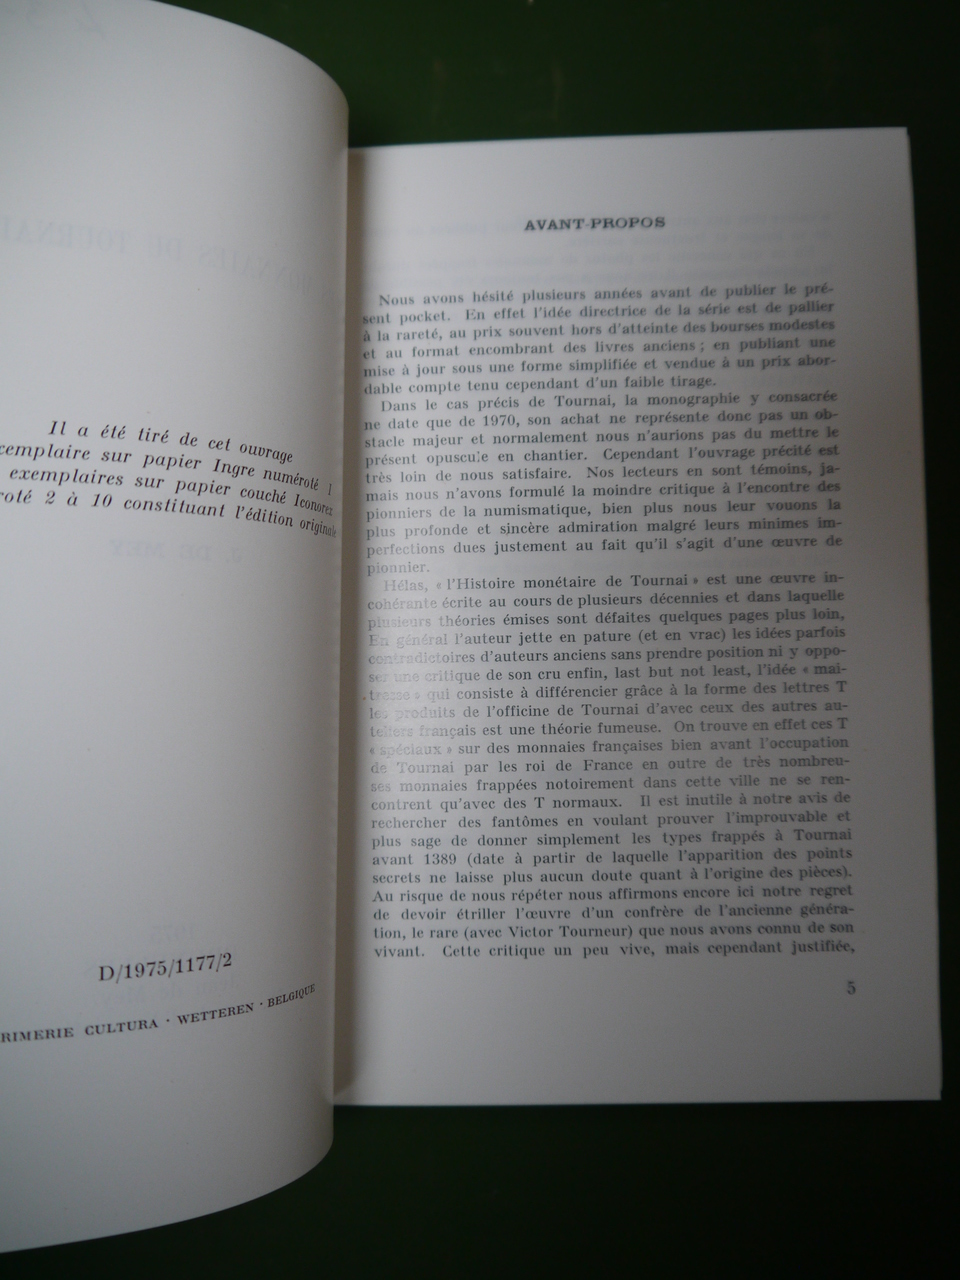 Il a été tiré de cet ouvrage
exemplaire sur papier Ingre numéroté 1
exemplaires sur papier couché Iconorex
roté 2 à 10 constituant l'édition originale
D/1975/1177/2
RIMERIE CULTURA · WETTEREN · BELGIQUE
AVANT-PROPOS
Nous avons hésité plusieurs années avant de publier le pré-
sent pocket. En effet l'idée directrice de la série est de pallier
à la rareté, au prix souvent hors d'atteinte des bourses modestes
et au format encombrant des livres anciens ; en publiant une
mise à jour sous une forme simplifiée et vendue à un prix abor-
dable compte tenu cependant d'un faible tirage.
Dans le cas précis de Tournai, la monographie y consacrée
ne date que de 1970, son achat ne représente donc pas un ob-
stacle majeur et normalement nous n'aurions pas du mettre le
présent opuscule en chantier. Cependant l'ouvrage précité est
très loin de nous satisfaire. Nos lecteurs en sont témoins, ja-
mais nous n'avons formulé la moindre critique à l'encontre des
pionniers de la numismatique, bien plus nous leur vouons la
plus profonde et sincère admiration malgré leurs minimes im-
perfections dues justement au fait qu'il s'agit d'une œuvre de
pionnier.
Hélas, « l'Histoire monétaire de Tournai » est une œuvre in-
cohérante écrite au cours de plusieurs décennies et dans laquelle
plusieurs théories émises sont défaites quelques pages plus loin,
En général l'auteur jette en pature (et en vrac) les idées parfois
contradictoires d'auteurs anciens sans prendre position ni y oppo-
ser une critique de son cru enfin, last but not least, l'idée « mai-
tresse » qui consiste à différencier grâce à la forme des lettres T
les produits de l'officine de Tournai d'avec ceux des autres au-
teliers français est une théorie fumeuse. On trouve en effet ces T
« spéciaux » sur des monnaies françaises bien avant l'occupation
de Tournai par les roi de France en outre de très nombreu-
ses monnaies frappées notoirement dans cette ville ne se ren-
contrent qu'avec des T normaux. Il est inutile à notre avis de
rechercher des fantômes en voulant prouver l'improuvable et
plus sage de donner simplement les types frappés à Tournai
avant 1389 (date à partir de laquelle l'apparition des points
secrets ne laisse plus aucun doute quant à l'origine des pièces).
Au risque de nous répéter nous affirmons encore ici notre regret
de devoir étriller l'œuvre d'un confrère de l'ancienne généra-
tion, le rare (avec Victor Tourneur) que nous avons connu de son
vivant. Cette critique un peu vive, mais cependant justifiée,
5